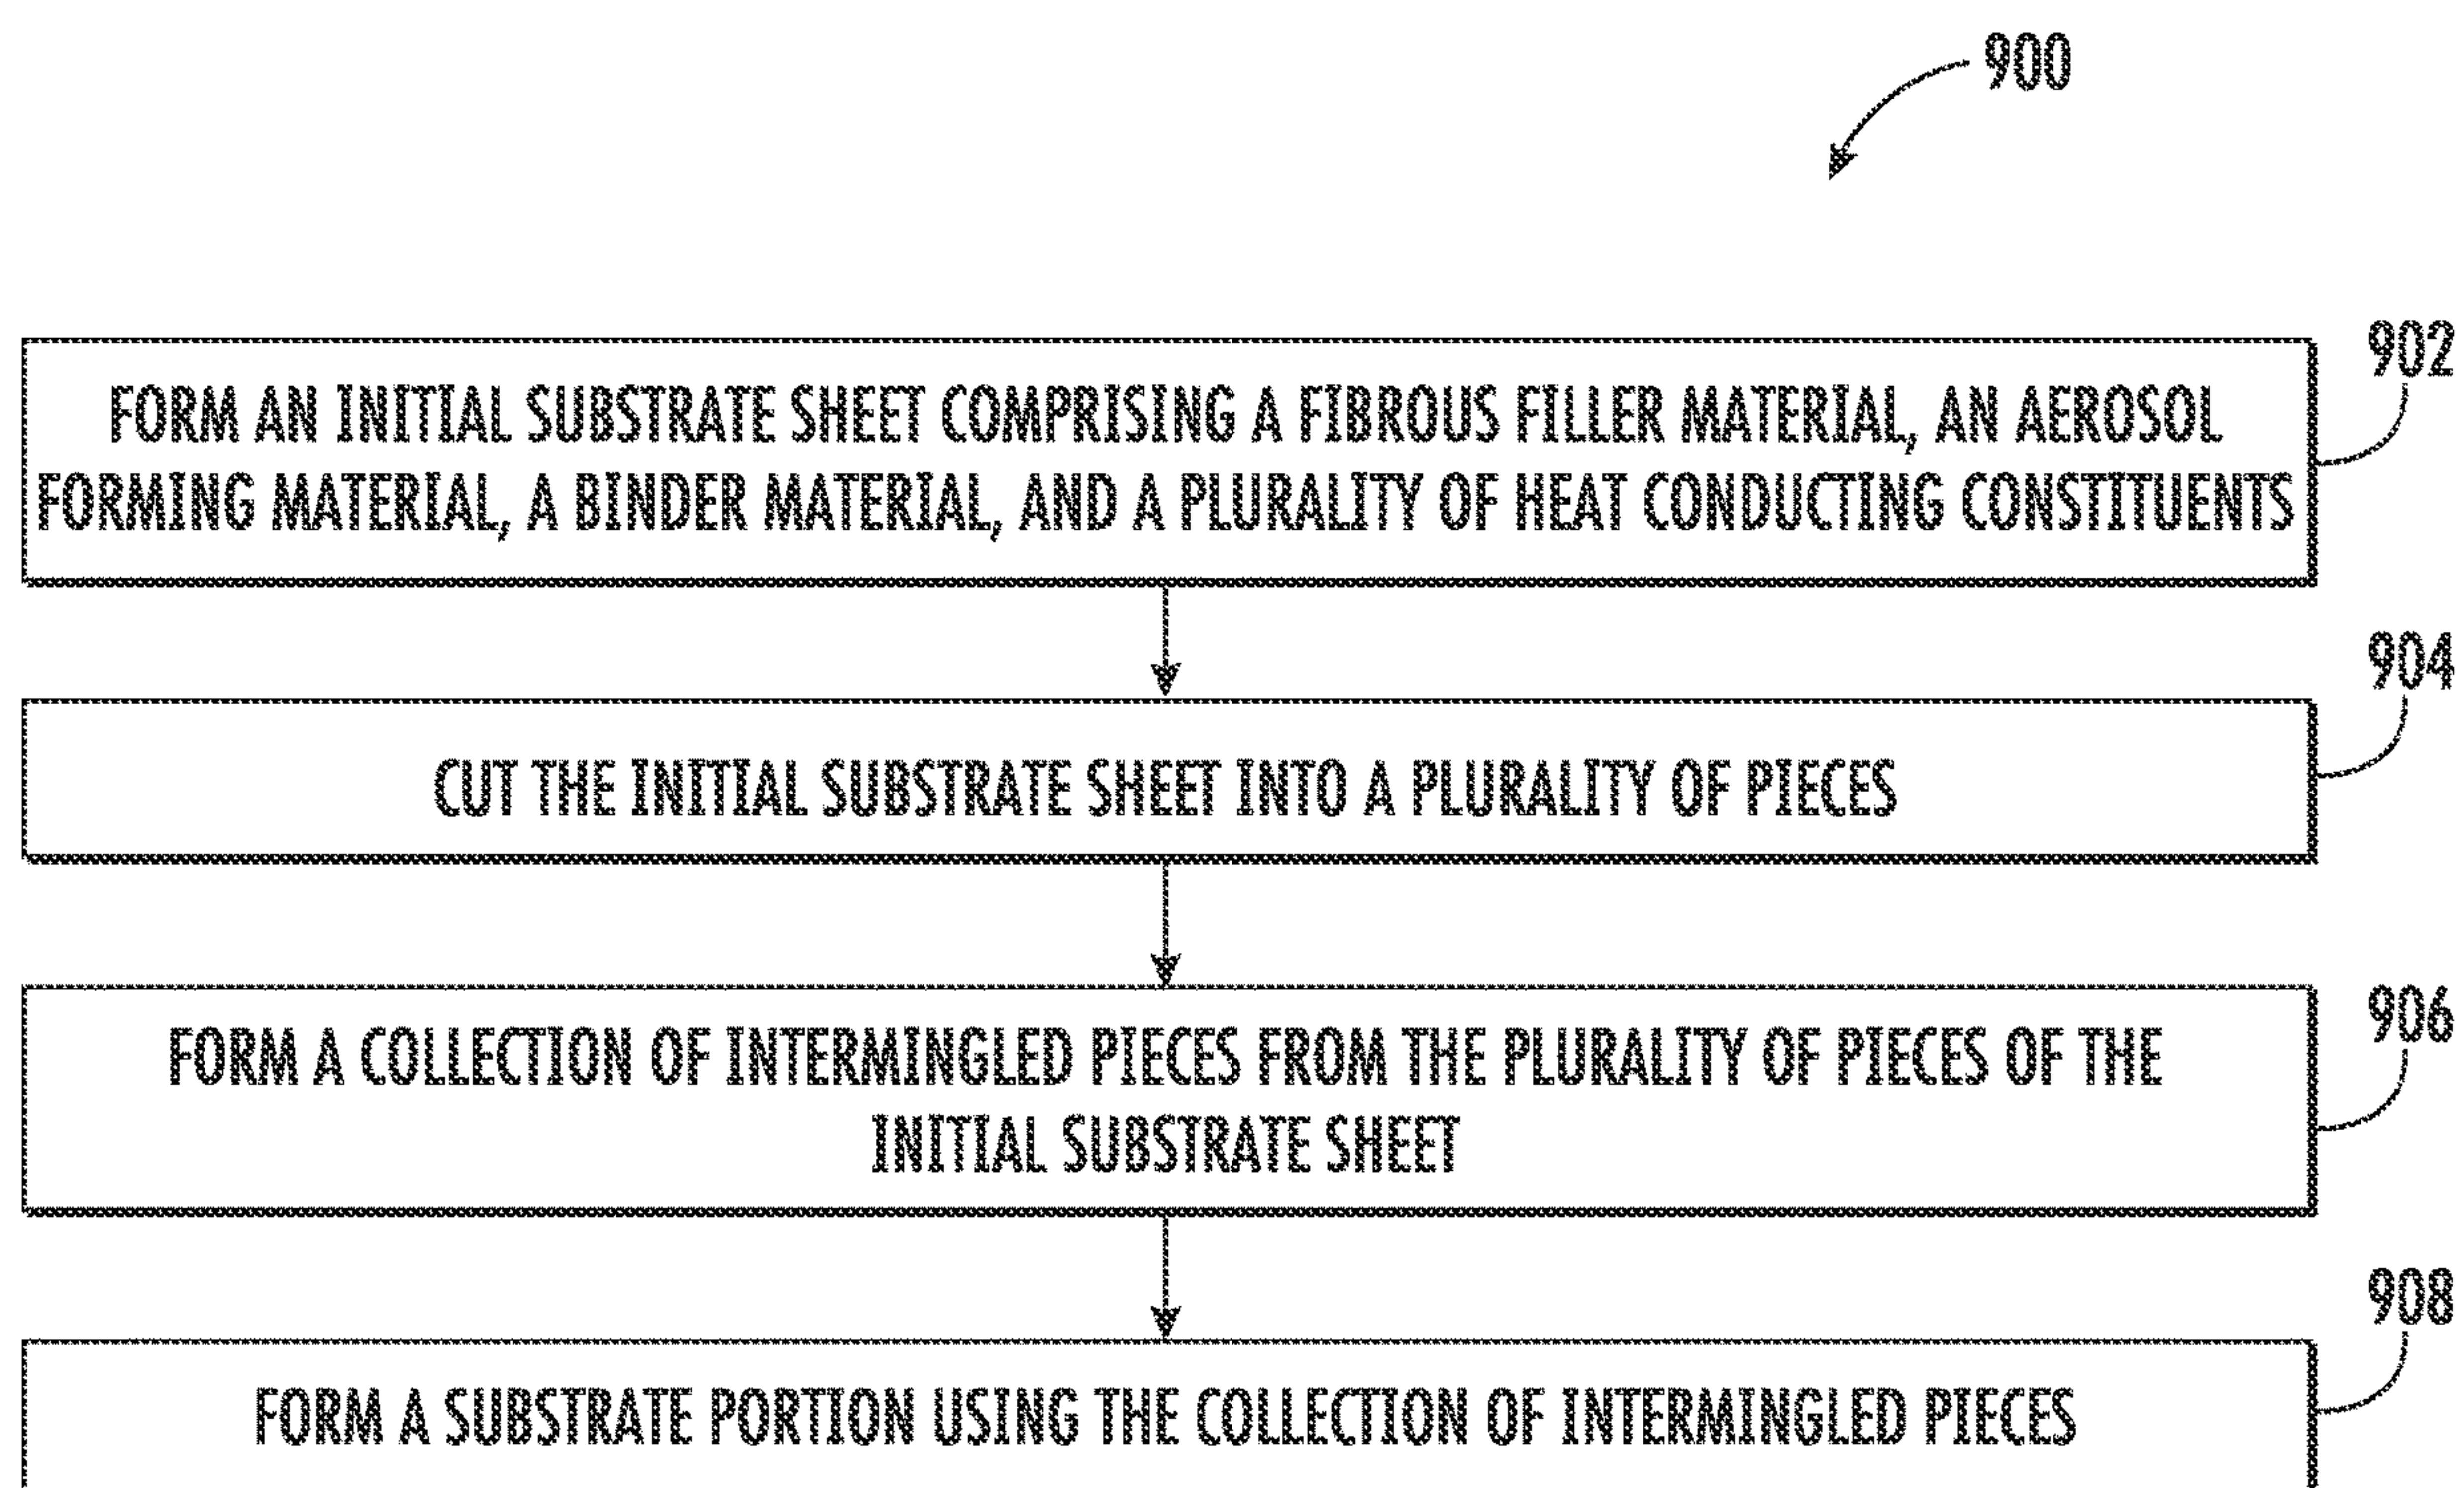 900
902
FORM AN INITIAL SUBSTRATE SHEET COMPRISING A FIBROUS FILLER MATERIAL, AN AEROSOL
FORMING MATERIAL, A BINDER MATERIAL, AND A PLURALITY OF HEAT CONDUCTING CONSTITUENTS
904
CUT THE INITIAL SUBSTRATE SHEET INTO A PLURALITY OF PIECES
906
FORM A COLLECTION OF INTERMINGLED PIECES FROM THE PLURALITY OF PIECES OF THE
INITIAL SUBSTRATE SHEET
908
FORM A SUBSTRATE PORTION USING THE COLLECTION OF INTERMINGLED PIECES